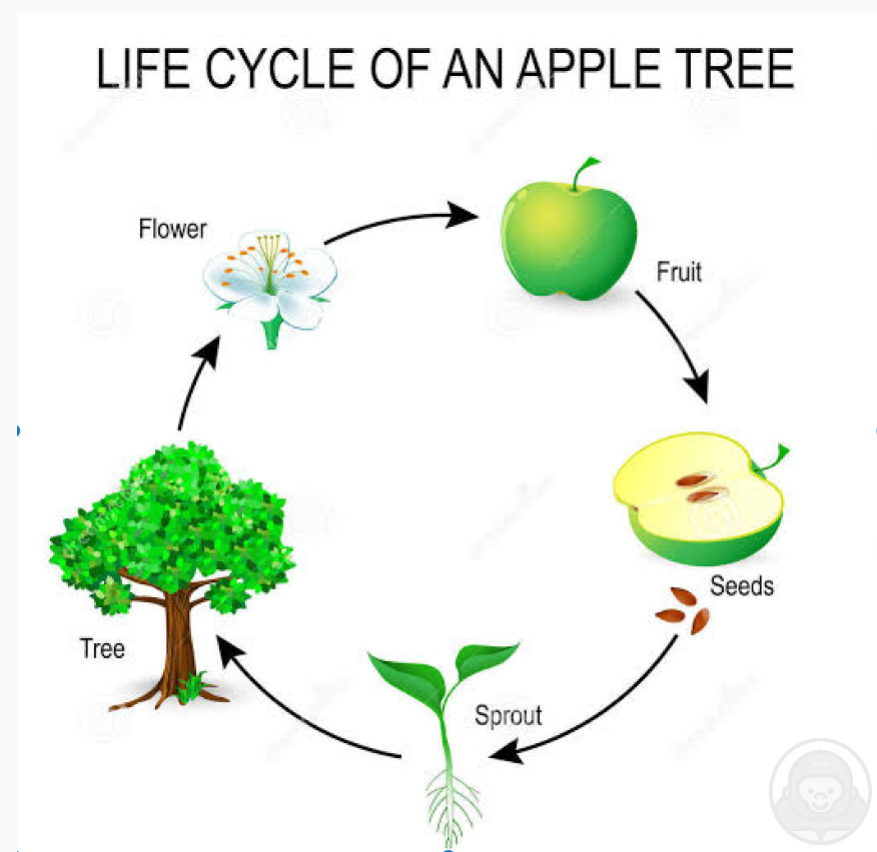 LIFE CYCLE OF AN APPLE TREE
Flower
Fruit
Seeds
Sprout
Tree